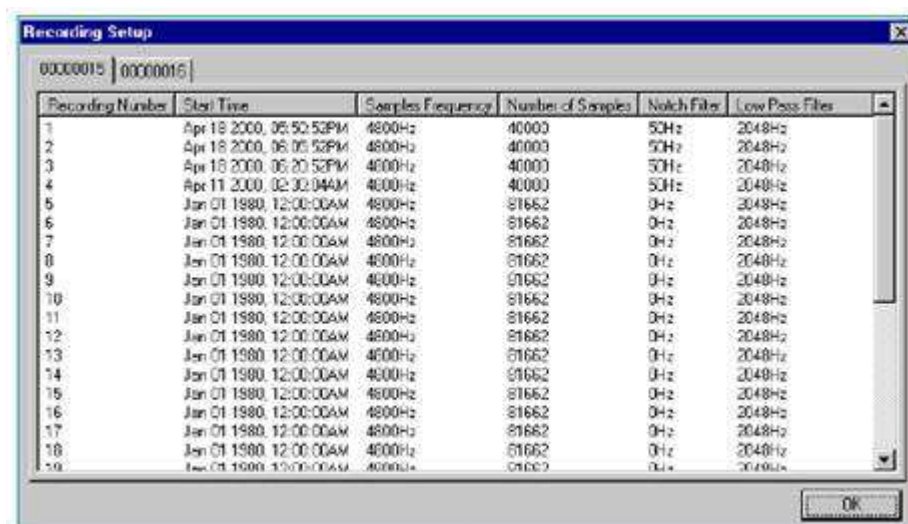 Recording Setup
00000015 00000016
Recording Number Start Time Samples Frequency Number of Samples Notch Filter Low Pass Filter
1 Apr 18 2000, 05:50:52PM 4800Hz 40000 50Hz 2048Hz
2 Apr 18 2000, 06:05:52PM 4800Hz 40000 50Hz 2048Hz
3 Apr 18 2000, 06:20:52PM 4800Hz 40000 50Hz 2048Hz
4 Apr 11 2000, 02:30:04AM 4800Hz 40000 50Hz 2048Hz
5 Jan 01 1980, 12:00:00AM 4800Hz 81662 0Hz 2048Hz
6 Jan 01 1980, 12:00:00AM 4800Hz 81662 0Hz 2048Hz
7 Jan 01 1980, 12:00:00AM 4800Hz 81662 0Hz 2048Hz
8 Jan 01 1980, 12:00:00AM 4800Hz 81662 0Hz 2048Hz
9 Jan 01 1980, 12:00:00AM 4800Hz 81662 0Hz 2048Hz
10 Jan 01 1980, 12:00:00AM 4800Hz 81662 0Hz 2048Hz
11 Jan 01 1980, 12:00:00AM 4800Hz 81662 0Hz 2048Hz
12 Jan 01 1980, 12:00:00AM 4800Hz 81662 0Hz 2048Hz
13 Jan 01 1980, 12:00:00AM 4800Hz 81662 0Hz 2048Hz
14 Jan 01 1980, 12:00:00AM 4800Hz 81662 0Hz 2048Hz
15 Jan 01 1980, 12:00:00AM 4800Hz 81662 0Hz 2048Hz
16 Jan 01 1980, 12:00:00AM 4800Hz 81662 0Hz 2048Hz
17 Jan 01 1980, 12:00:00AM 4800Hz 81662 0Hz 2048Hz
18 Jan 01 1980, 12:00:00AM 4800Hz 81662 0Hz 2048Hz
OK